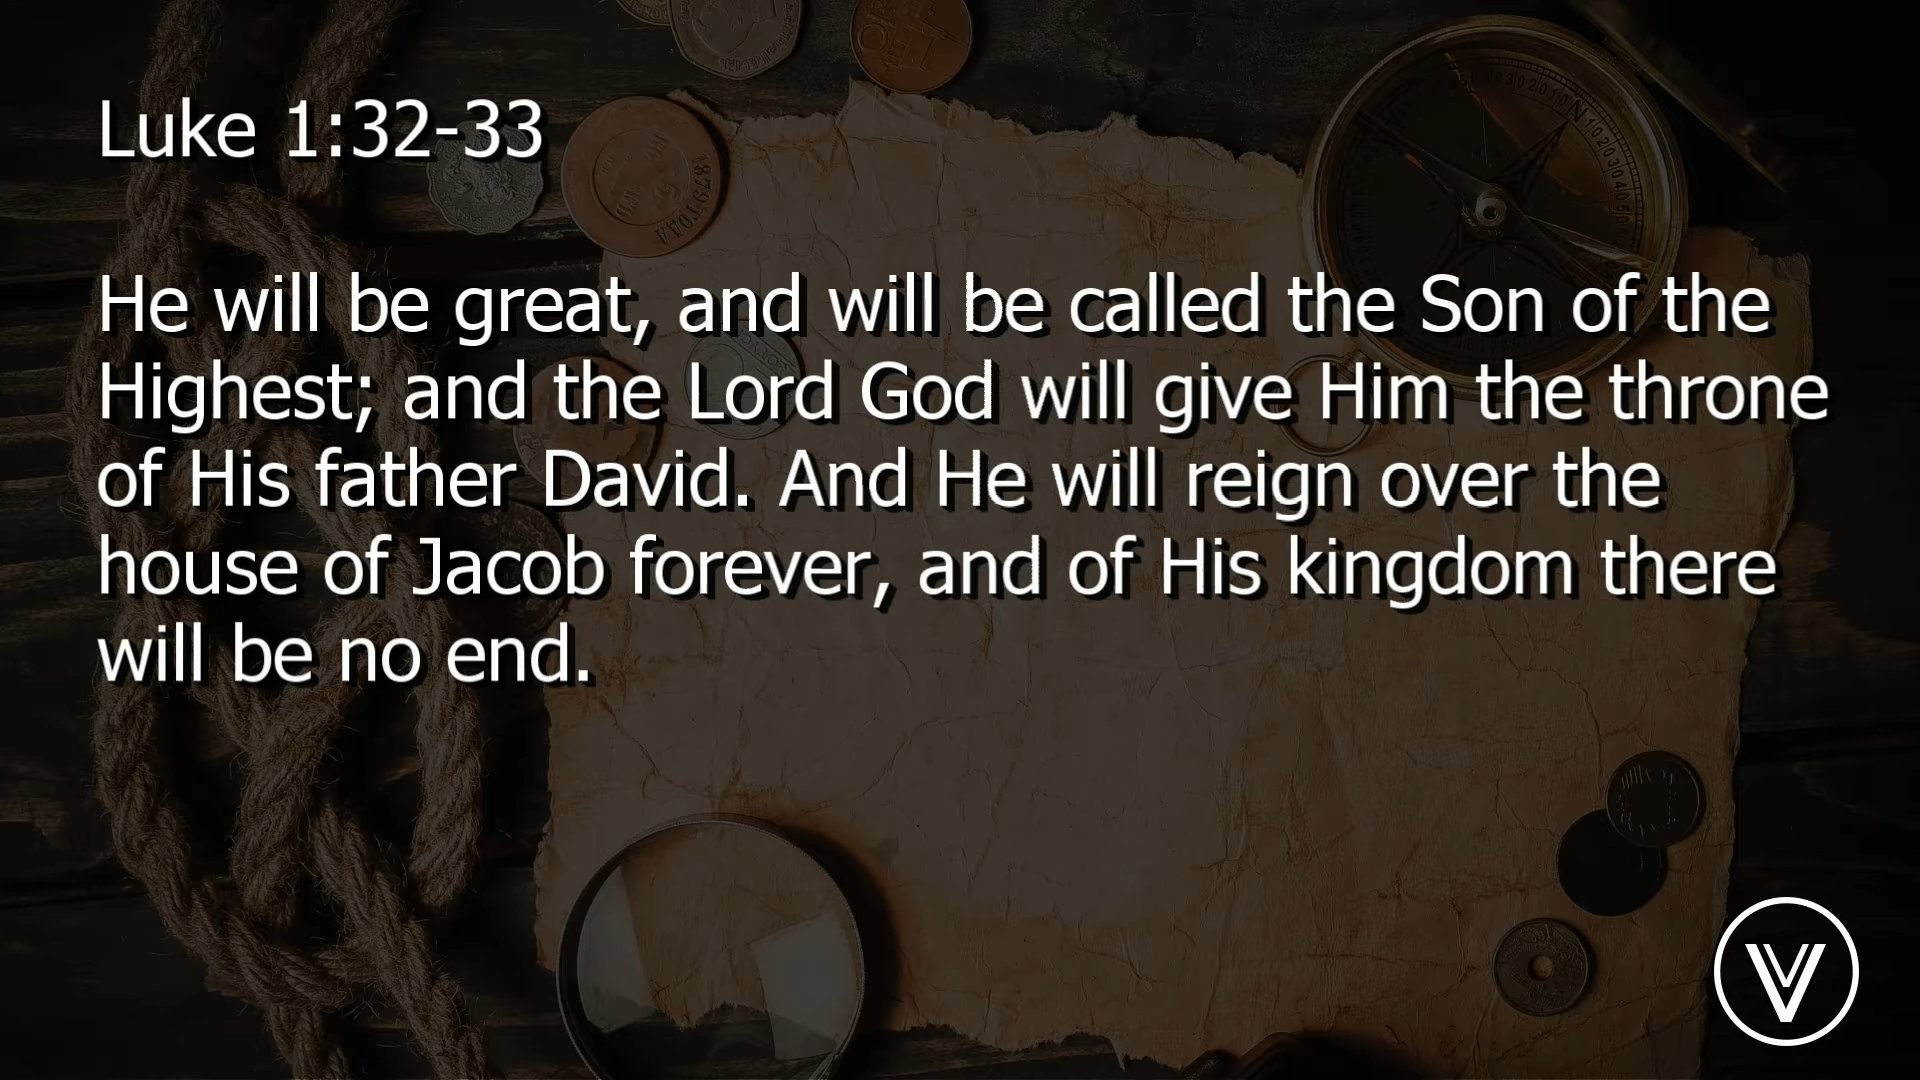 Luke 1:32-33
He will be great, and will be called the Son of the
Highest; and the Lord God will give Him the throne
of His father David. And He will reign over the
house of Jacob forever, and of His kingdom there
will be no end.